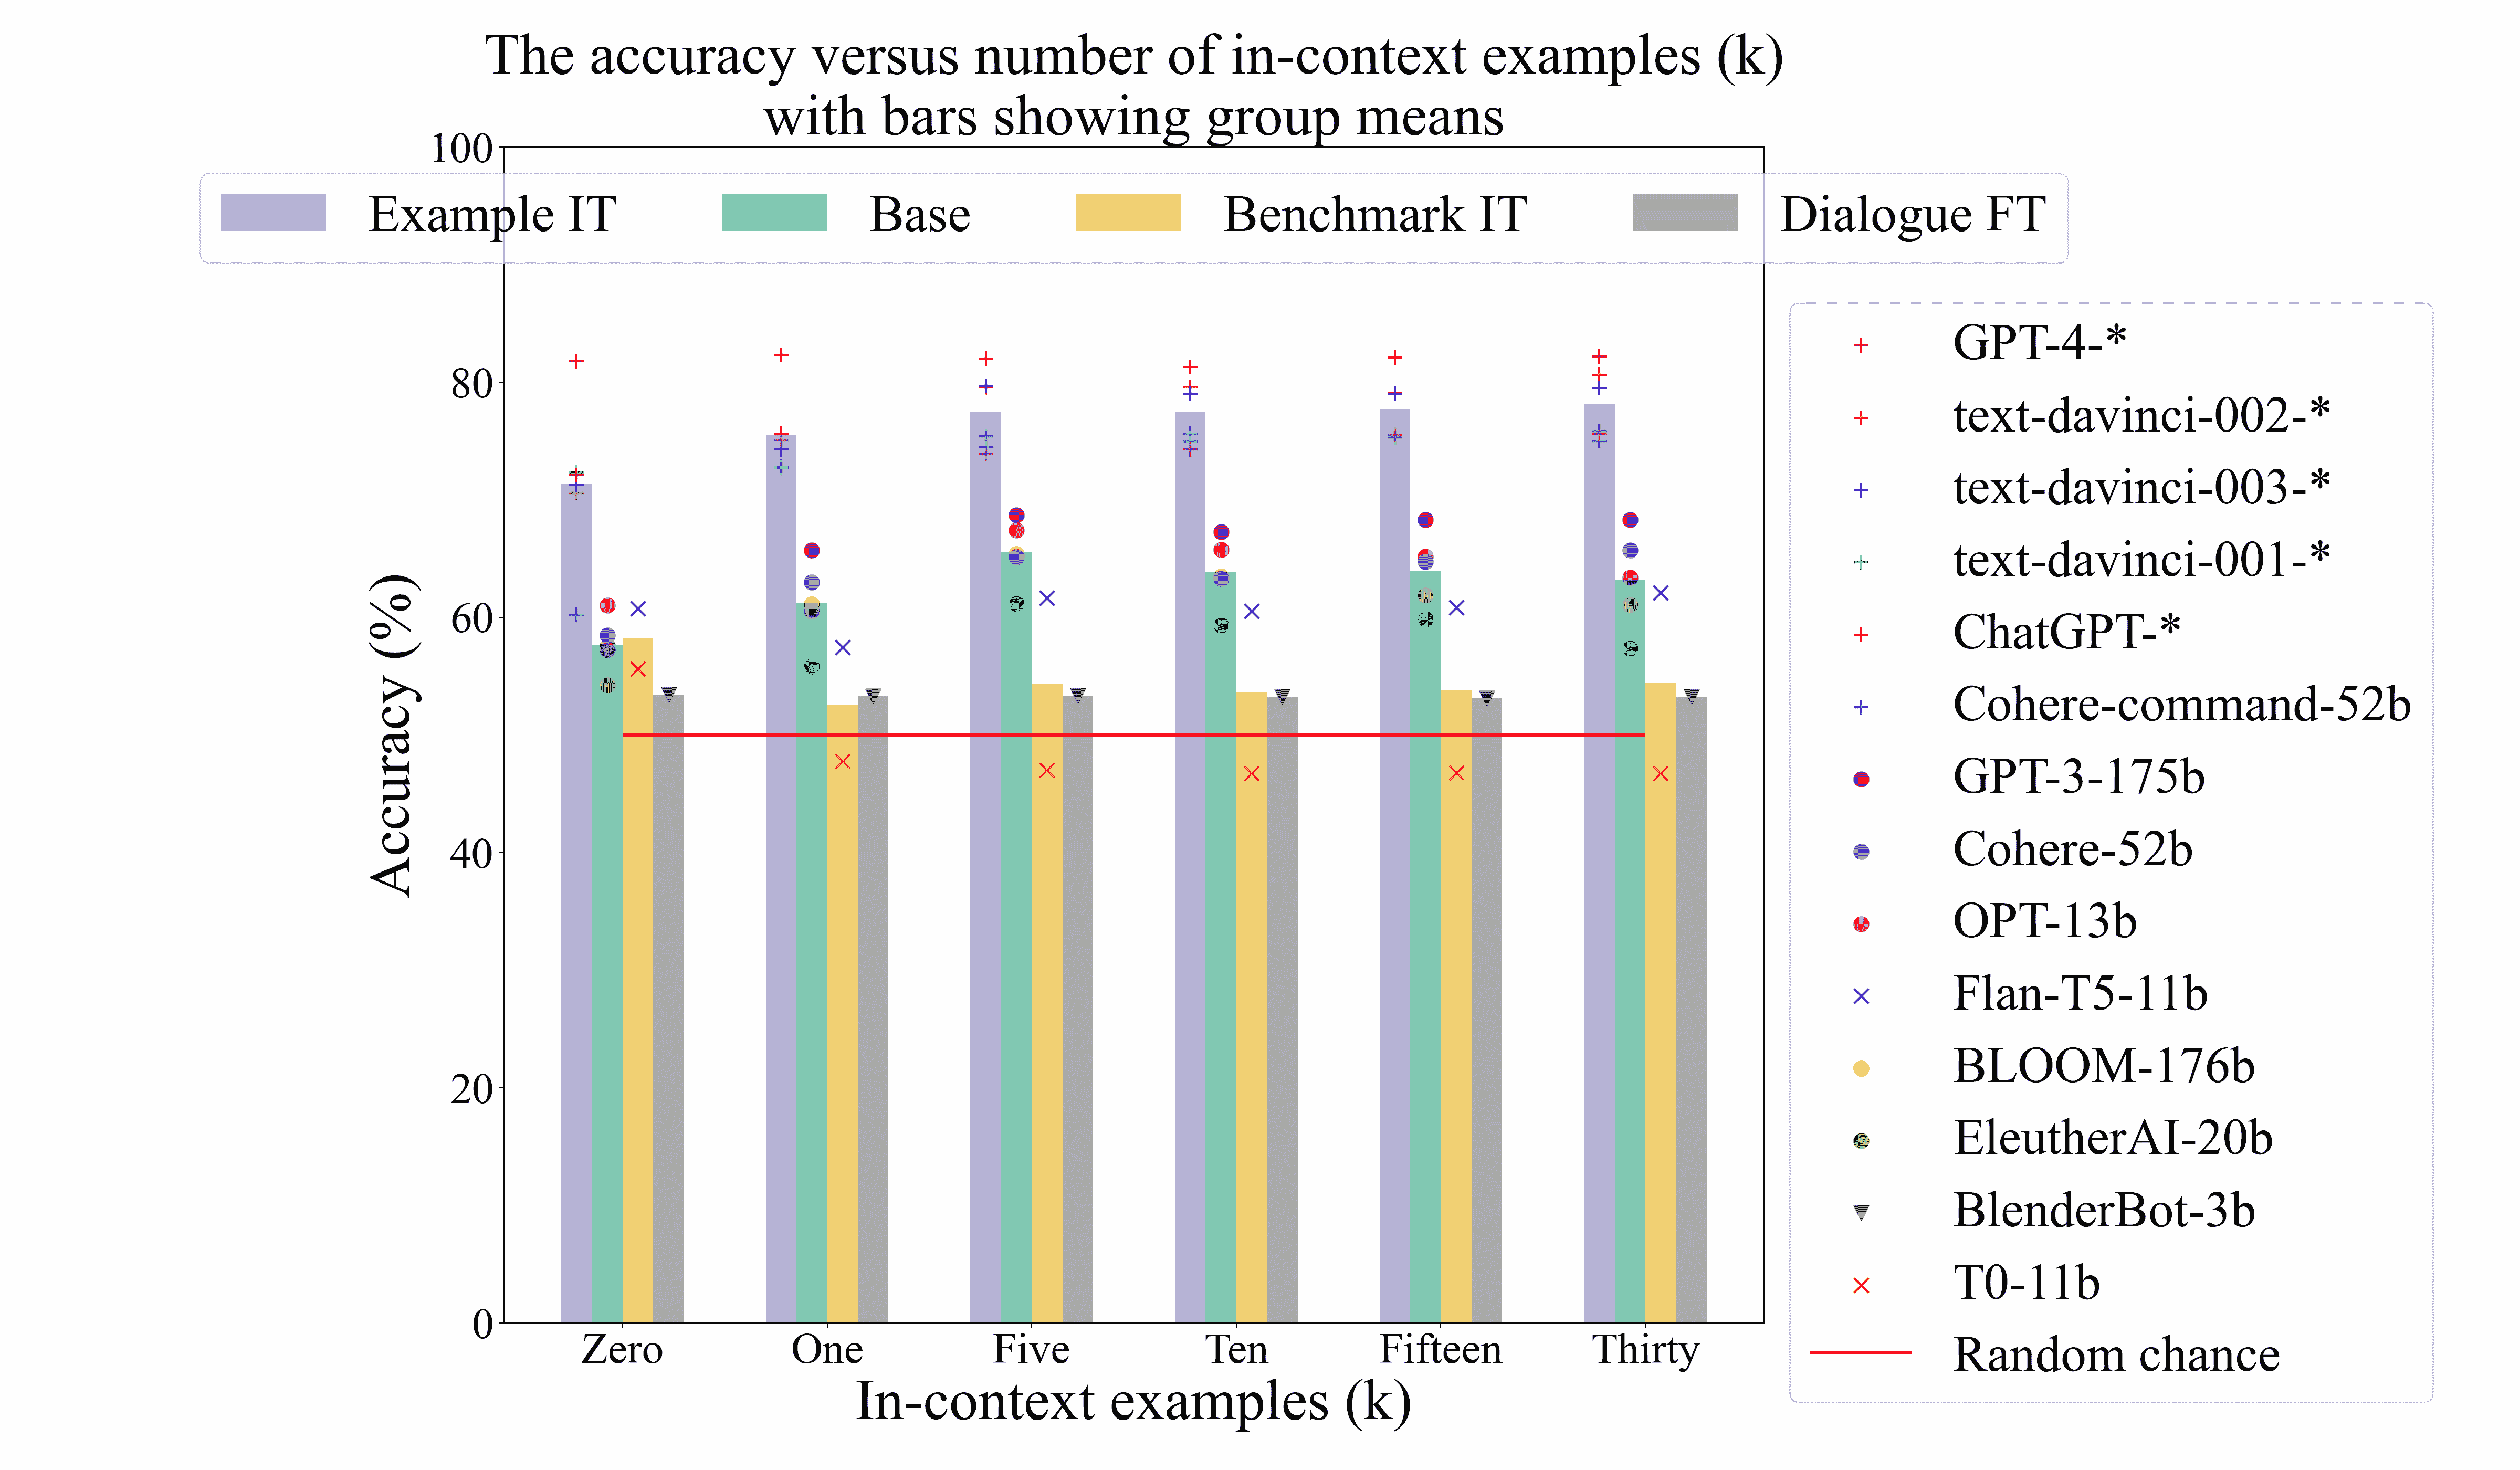 The accuracy versus number of in-context examples (k)
with bars showing group means
Example IT
Base
Benchmark IT
Dialogue FT
100
80
60
40
20
0
Accuracy (%)
Zero
One
Five
Ten
Fifteen
Thirty
In-context examples (k)
GPT-4-*
text-davinci-002-*
text-davinci-003-*
text-davinci-001-*
ChatGPT-*
Cohere-command-52b
GPT-3-175b
Cohere-52b
OPT-13b
Flan-T5-11b
BLOOM-176b
EleutherAI-20b
BlenderBot-3b
T0-11b
Random chance